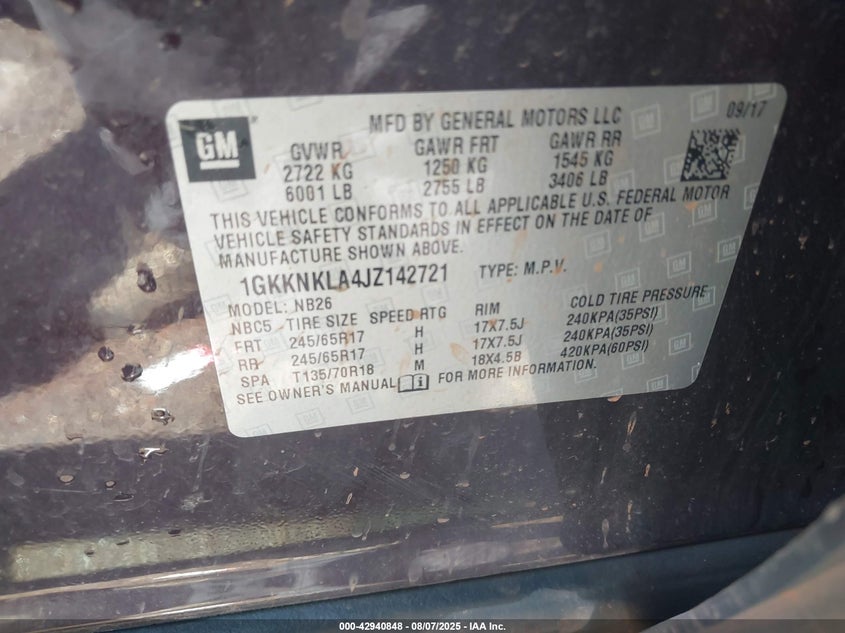 MFD BY GENERAL MOTORS LLC 09/17
GM
GVWR GAWR FRT GAWR RR
2722 KG 1250 KG 1545 KG
6001 LB 2755 LB 3406 LB
THIS VEHICLE CONFORMS TO ALL APPLICABLE U.S. FEDERAL MOTOR
VEHICLE SAFETY STANDARDS IN EFFECT ON THE DATE OF
MANUFACTURE SHOWN ABOVE.
1GKKNKLA4JZ142721 TYPE: M.P.V.
MODEL: NB26
NBC5 TIRE SIZE SPEED RTG RIM COLD TIRE PRESSURE
FRT 245/65R17 H 17X7.5J 240KPA(35PSI)
RR 245/65R17 H 17X7.5J 240KPA(35PSI)
SPA T135/70R18 M 18X4.5B 420KPA(60PSI)
SEE OWNER'S MANUAL FOR MORE INFORMATION.
000-42940848 - 08/07/2025 - IAA Inc.